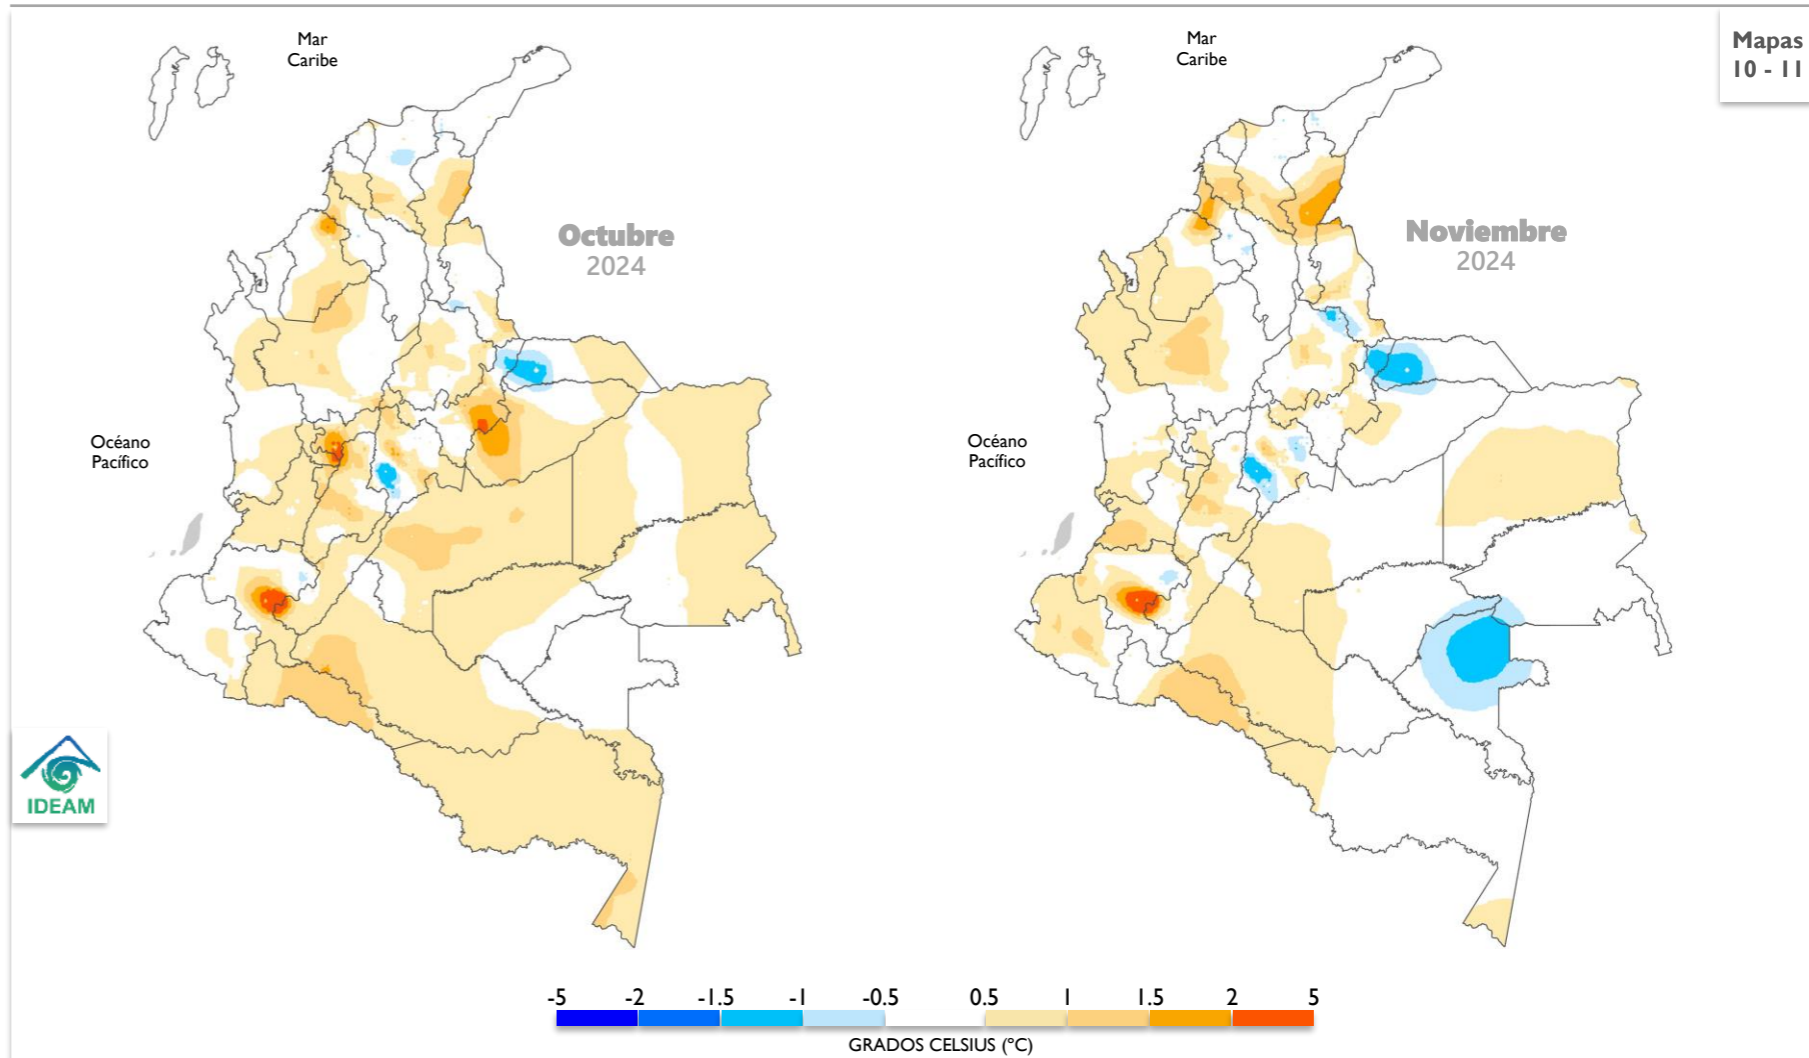 Mar
Caribe
Mar
Caribe
Mapas
10 - 11
Octubre
2024
Noviembre
2024
Océano
Pacífico
Océano
Pacífico
IDEAM
-5 -2 -1.5 -1 -0.5 0.5 1 1.5 2 5
GRADOS CELSIUS (°C)